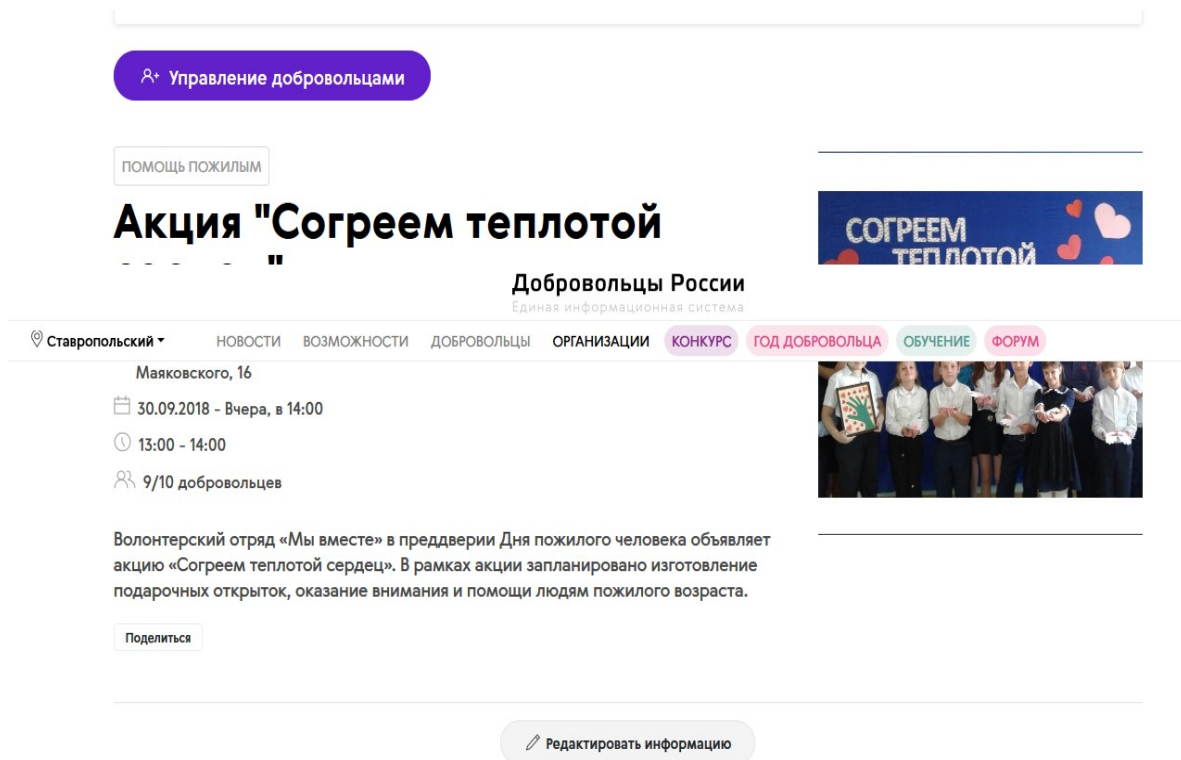 Управление добровольцами
ПОМОЩЬ ПОЖИЛЫМ
Акция "Согреем теплотой
СОГРЕЕМ
ТЕПЛОТОЙ
Добровольцы России
Единая информационная система
Ставропольский
НОВОСТИ ВОЗМОЖНОСТИ ДОБРОВОЛЬЦЫ ОРГАНИЗАЦИИ КОНКУРС ГОД ДОБРОВОЛЬЦА ОБУЧЕНИЕ ФОРУМ
Маяковского, 16
30.09.2018 - Вчера, в 14:00
13:00 - 14:00
9/10 добровольцев
Волонтерский отряд «Мы вместе» в преддверии Дня пожилого человека объявляет
акцию «Согреем теплотой сердец». В рамках акции запланировано изготовление
подарочных открыток, оказание внимания и помощи людям пожилого возраста.
Поделиться
Редактировать информацию